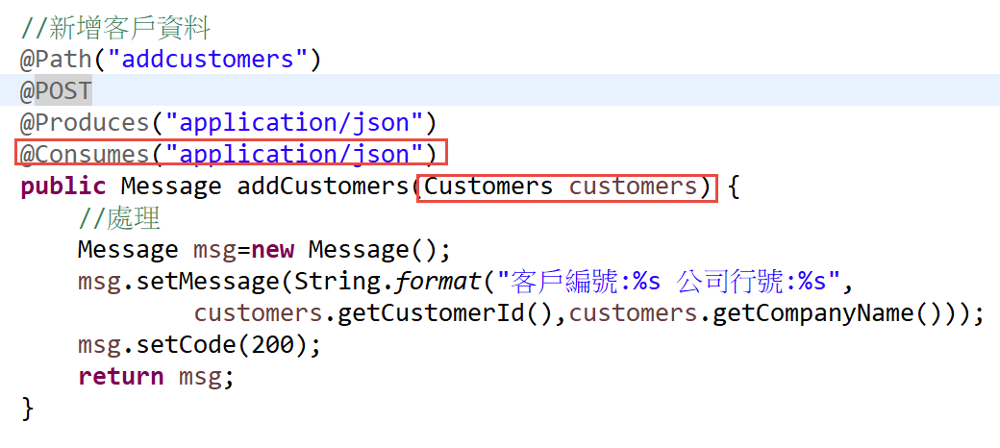 //新增客戶資料
@Path("addcustomers")
@POST
@Produces("application/json")
@Consumes("application/json")
public Message addCustomers(Customers customers) {
//處理
Message msg=new Message();
msg.setMessage(String.format("客戶編號:%s 公司行號:%s",
customers.getCustomerId(),customers.getCompanyName()));
msg.setCode(200);
return msg;
}